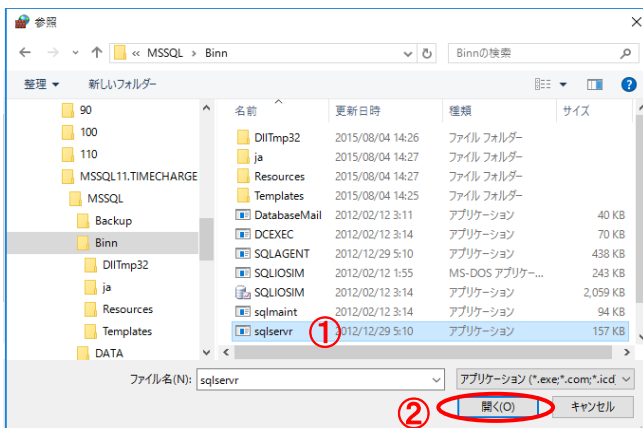 参照
« MSSQL › Binn
Binnの検索
整理
新しいフォルダー
90
100
110
MSSQL11.TIMECHARGE
MSSQL
Backup
Binn
DllTmp32
ja
Resources
Templates
DATA
名前 更新日時 種類 サイズ
DllTmp32 2015/08/04 14:26 ファイル フォルダー
ja 2015/08/04 14:27 ファイル フォルダー
Resources 2015/08/04 14:27 ファイル フォルダー
Templates 2015/08/04 14:25 ファイル フォルダー
DatabaseMail 2012/02/12 3:11 アプリケーション 40 KB
DCEXEC 2012/02/12 3:14 アプリケーション 70 KB
SQLAGENT 2012/12/29 5:10 アプリケーション 438 KB
SQLIOSIM 2012/02/12 1:55 MS-DOS アプリケー... 243 KB
SQLIOSIM 2012/02/12 3:14 アプリケーション 2,059 KB
sqlmaint 2012/02/12 3:14 アプリケーション 94 KB
sqlservr ① 2012/12/29 5:10 アプリケーション 157 KB
ファイル名(N): sqlservr
アプリケーション (*.exe;*.com;*.icd
② 開く(O) キャンセル